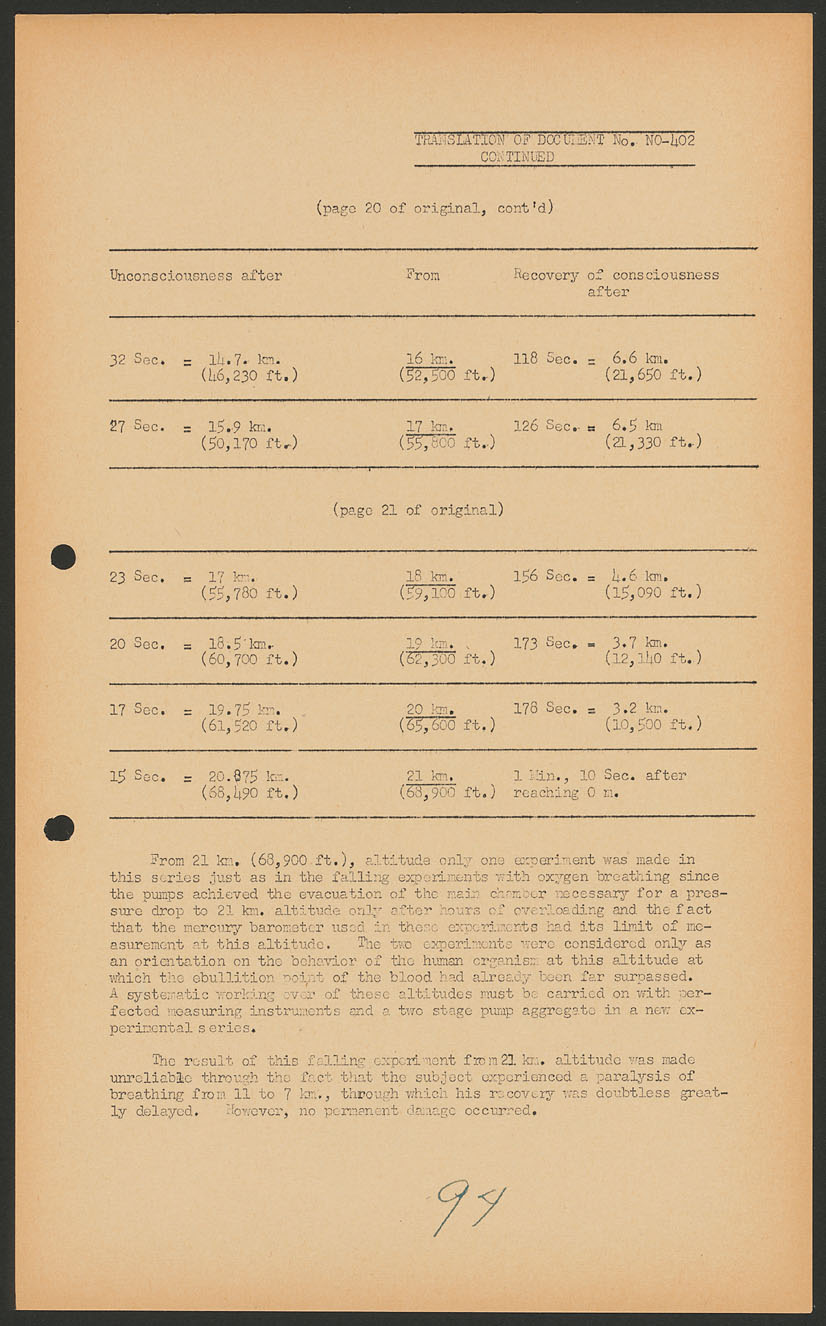 TRANSLATION OF DOCUMENT No. NO-402
CONTINUED
(page 20 of original, cont'd)
Unconsciousness after From Recovery of consciousness
after
32 Sec. = 14.7. km. 16 km. 118 Sec. = 6.6 km.
(46,230 ft.) (52,500 ft.) (21,650 ft.)
27 Sec. = 15.9 km. 17 km. 126 Sec. = 6.5 km
(50,170 ft.) (55,800 ft.) (21,330 ft.)
(page 21 of original)
23 Sec. = 17 km. 18 km. 156 Sec. = 4.6 km.
(55,780 ft.) (59,100 ft.) (15,090 ft.)
20 Sec. = 18.5 km. 19 km. 173 Sec. = 3.7 km.
(60,700 ft.) (62,300 ft.) (12,140 ft.)
17 Sec. = 19.75 km. 20 km. 178 Sec. = 3.2 km.
(61,520 ft.) (65,600 ft.) (10,500 ft.)
15 Sec. = 20.875 km. 21 km. 1 Min., 10 Sec. after
(68,490 ft.) (68,900 ft.) reaching 0 m.
From 21 km. (68,900 ft.), altitude only one experiment was made in
this series just as in the falling experiments with oxygen breathing since
the pumps achieved the evacuation of the main chamber necessary for a pres-
sure drop to 21 km. altitude only after hours of overloading and the fact
that the mercury barometer used in these experiments had its limit of me-
asurement at this altitude. The two experiments were considered only as
an orientation on the behavior of the human organism at this altitude at
which the ebullition point of the blood had already been far surpassed.
A systematic working over of these altitudes must be carried on with per-
fected measuring instruments and a two stage pump aggregate in a new ex-
perimental series.
The result of this falling experiment from 21 km. altitude was made
unreliable through the fact that the subject experienced a paralysis of
breathing from 11 to 7 km., through which his recovery was doubtless great-
ly delayed. However, no permanent damage occurred.
94